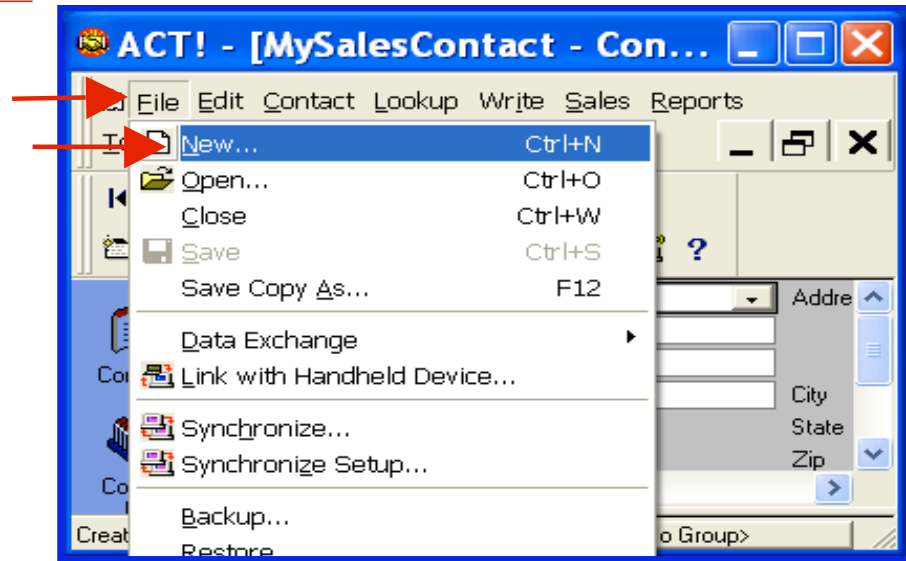 ACT! - [MySalesContact - Con...
File Edit Contact Lookup Write Sales Reports
New... Ctrl+N
Open... Ctrl+O
Close Ctrl+W
Save Ctrl+S
?
Save Copy As... F12
Addre
Data Exchange
Link with Handheld Device...
City
Synchronize...
State
Synchronize Setup...
Zip
Co
Backup...
Creat o Group>
Restore